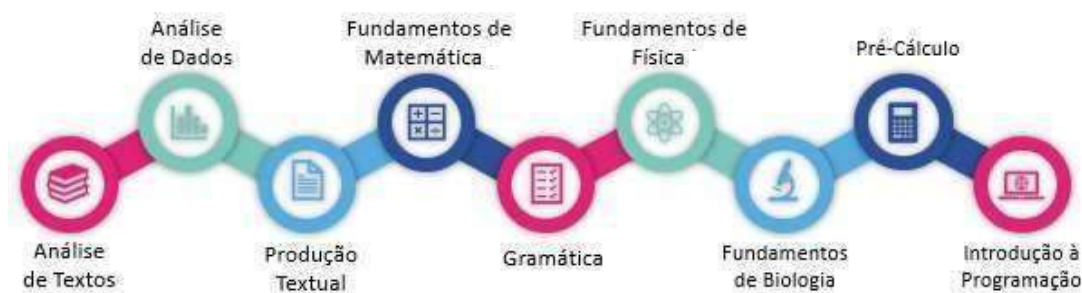 Análise
de Textos
Análise
de Dados
Produção
Textual
Fundamentos de
Matemática
Gramática
Fundamentos de
Física
Fundamentos
de Biologia
Pré-Cálculo
Introdução à
Programação